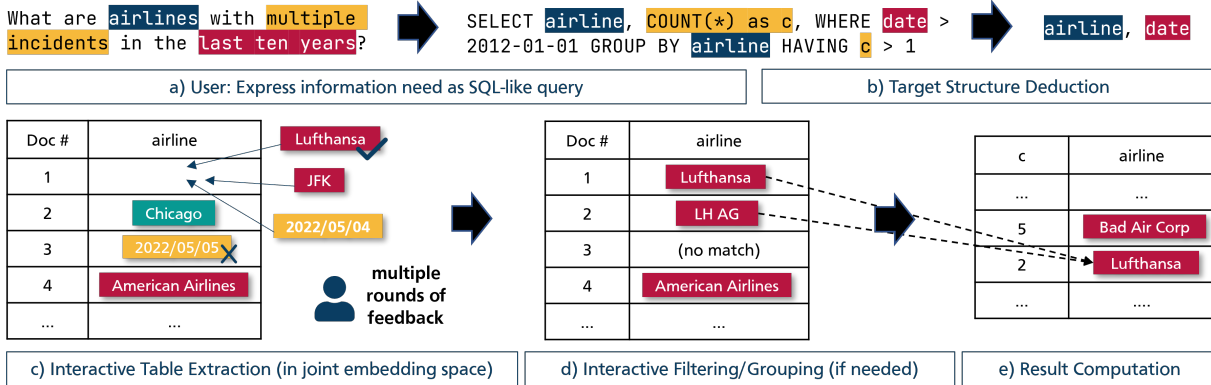 What are airlines with multiple
incidents in the last ten years?
SELECT airline, COUNT(*) as c, WHERE date >
2012-01-01 GROUP BY airline HAVING c > 1
airline, date
a) User: Express information need as SQL-like query
b) Target Structure Deduction
Doc #
airline
1
2
Chicago
3
2022/05/05
4
American Airlines
...
...
Lufthansa
JFK
2022/05/04
multiple
rounds of
feedback
Doc #
airline
1
Lufthansa
2
LH AG
3
(no match)
4
American Airlines
...
...
c
airline
...
...
5
Bad Air Corp
2
Lufthansa
....
....
c) Interactive Table Extraction (in joint embedding space)
d) Interactive Filtering/Grouping (if needed)
e) Result Computation